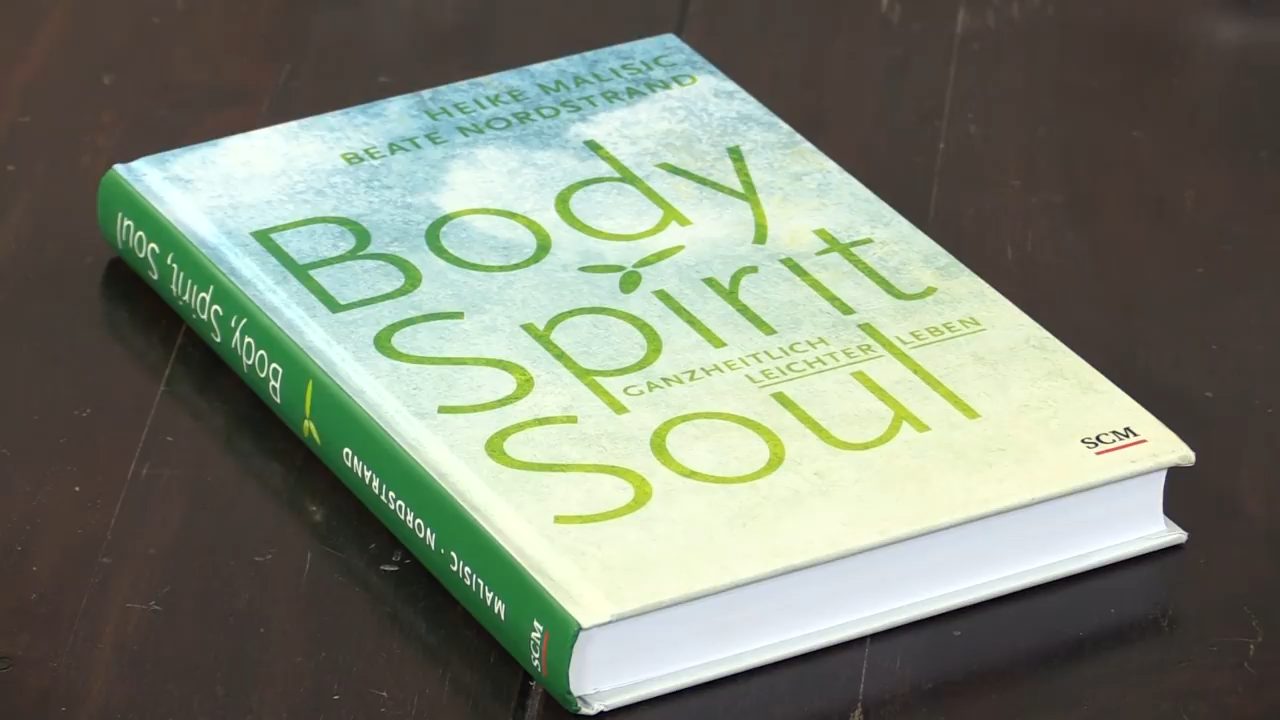 HEIKE MALISIC
BEATE NORDSTRAND
Body
Spirit
GANZHEITLICH
LEICHTER LEBEN
Soul
SCM
Body, Spirit, Soul
MALISIC · NORDSTRAND
SCM